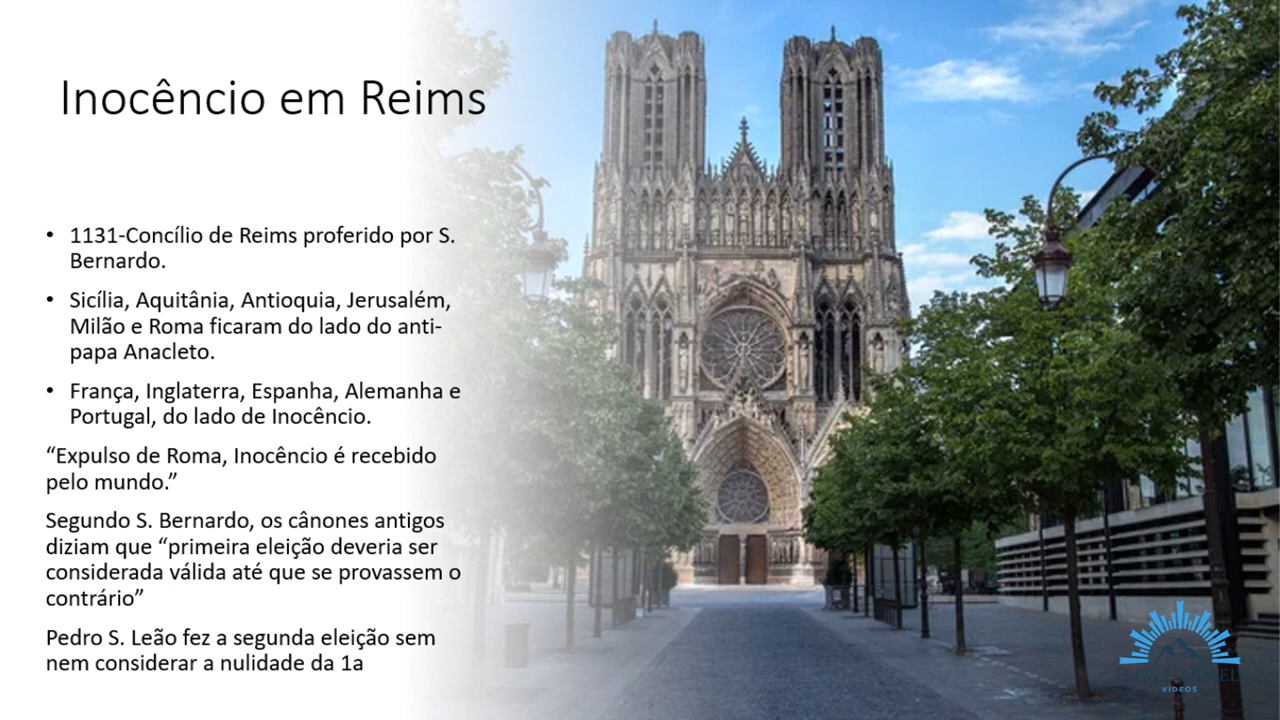 Inocêncio em Reims
• 1131-Concílio de Reims proferido por S.
Bernardo.
• Sicília, Aquitânia, Antioquia, Jerusalém,
Milão e Roma ficaram do lado do anti-
papa Anacleto.
• França, Inglaterra, Espanha, Alemanha e
Portugal, do lado de Inocêncio.
“Expulso de Roma, Inocêncio é recebido
pelo mundo.”
Segundo S. Bernardo, os cânones antigos
diziam que “primeira eleição deveria ser
considerada válida até que se provassem o
contrário”
Pedro S. Leão fez a segunda eleição sem
nem considerar a nulidade da 1a
VÍDEOS